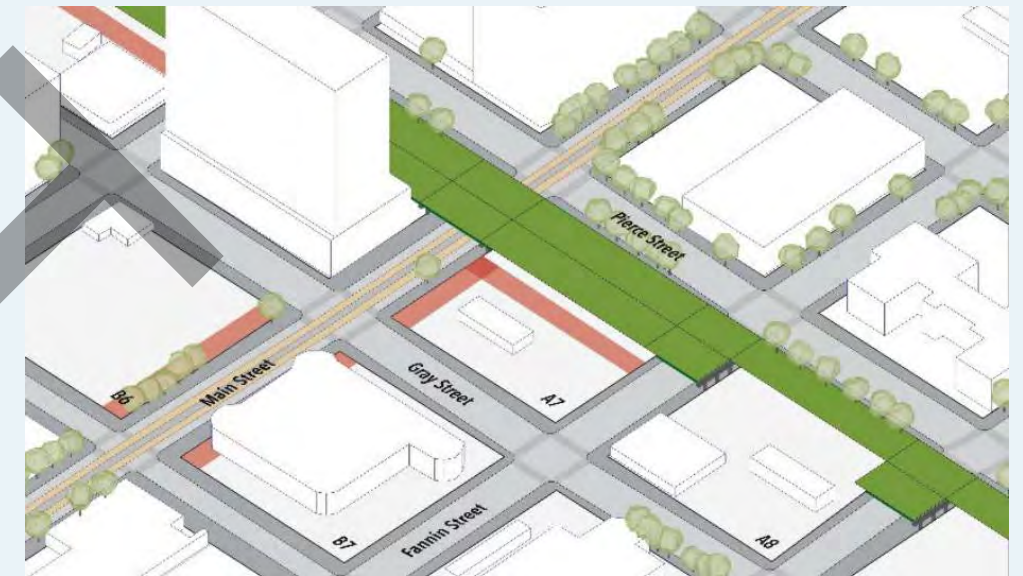 Pierce Street
Main Street
Gray Street
Fannin Street
B6
A7
B7
A8